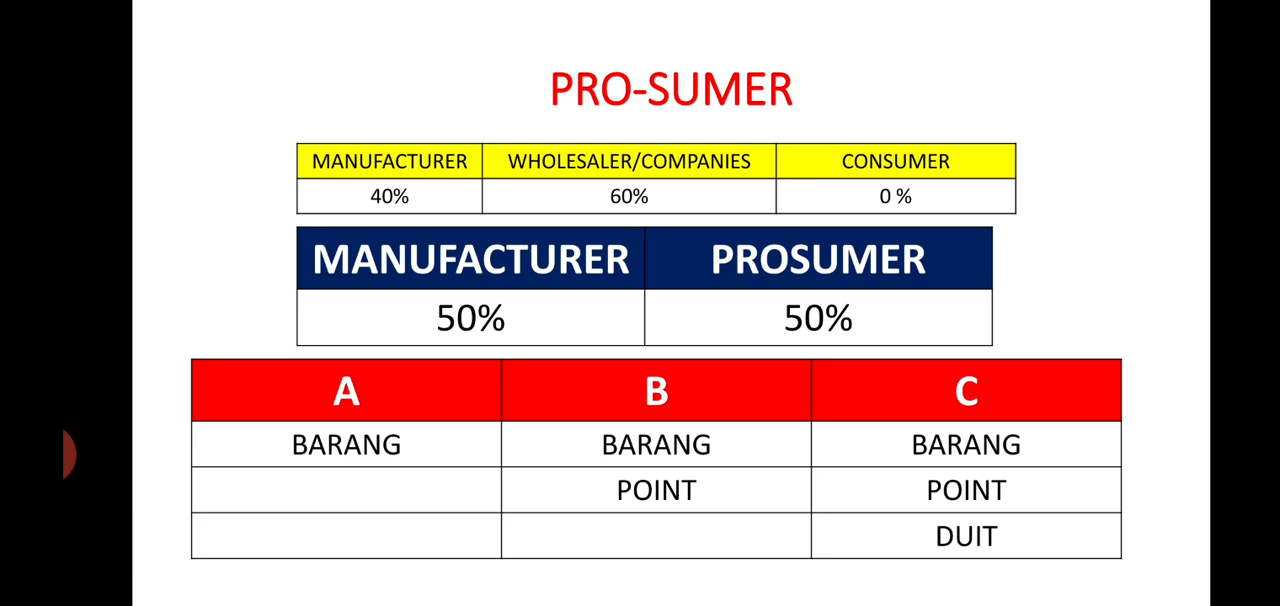 PRO-SUMER
MANUFACTURER WHOLESALER/COMPANIES CONSUMER
40% 60% 0 %
MANUFACTURER PROSUMER
50% 50%
A B C
BARANG BARANG BARANG
POINT POINT
DUIT